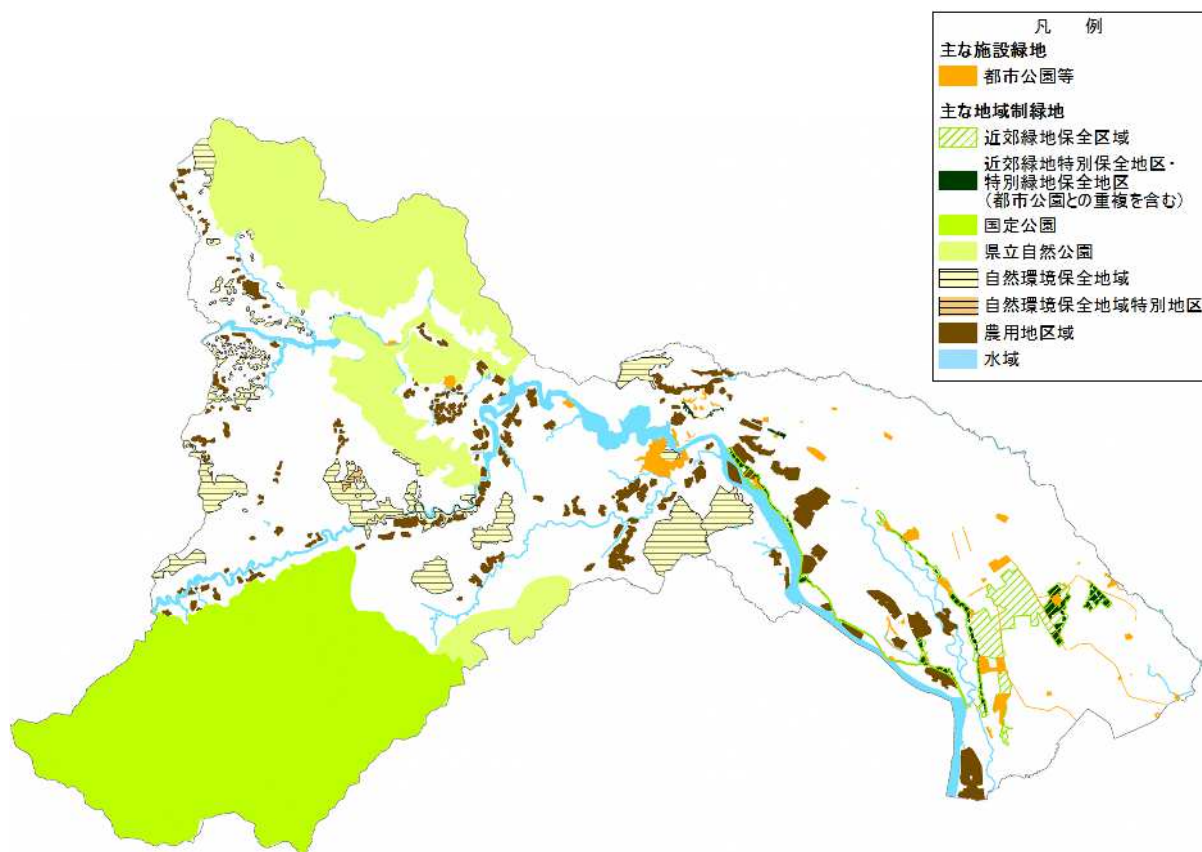 凡　例
主な施設緑地
都市公園等
主な地域制緑地
近郊緑地保全区域
近郊緑地特別保全地区・
特別緑地保全地区
（都市公園との重複を含む）
国定公園
県立自然公園
自然環境保全地域
自然環境保全地域特別地区
農用地区域
水域